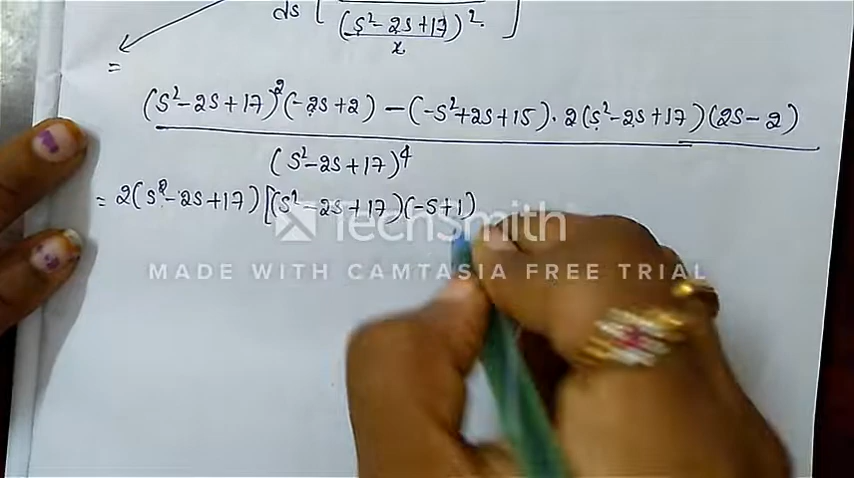 ds [ (s²-2s+17)². ]
x
=
(s²-2s+17)²(-2s+2) - (-s²+2s+15).2(s²-2s+17)(2s-2)
(s²-2s+17)⁴
= 2(s²-2s+17)[(s²-2s+17)(-s+1)
TechSmith
MADE WITH CAMTASIA FREE TRIAL